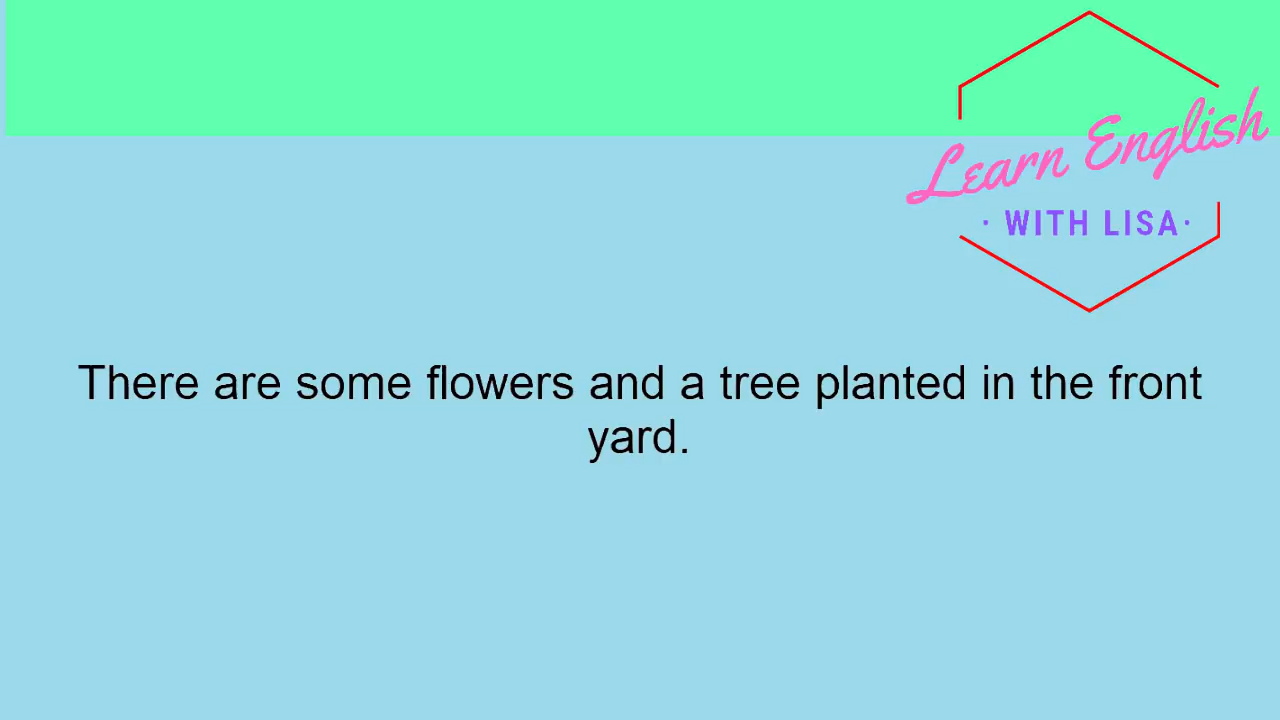 Learn English
· WITH LISA·
There are some flowers and a tree planted in the front
yard.